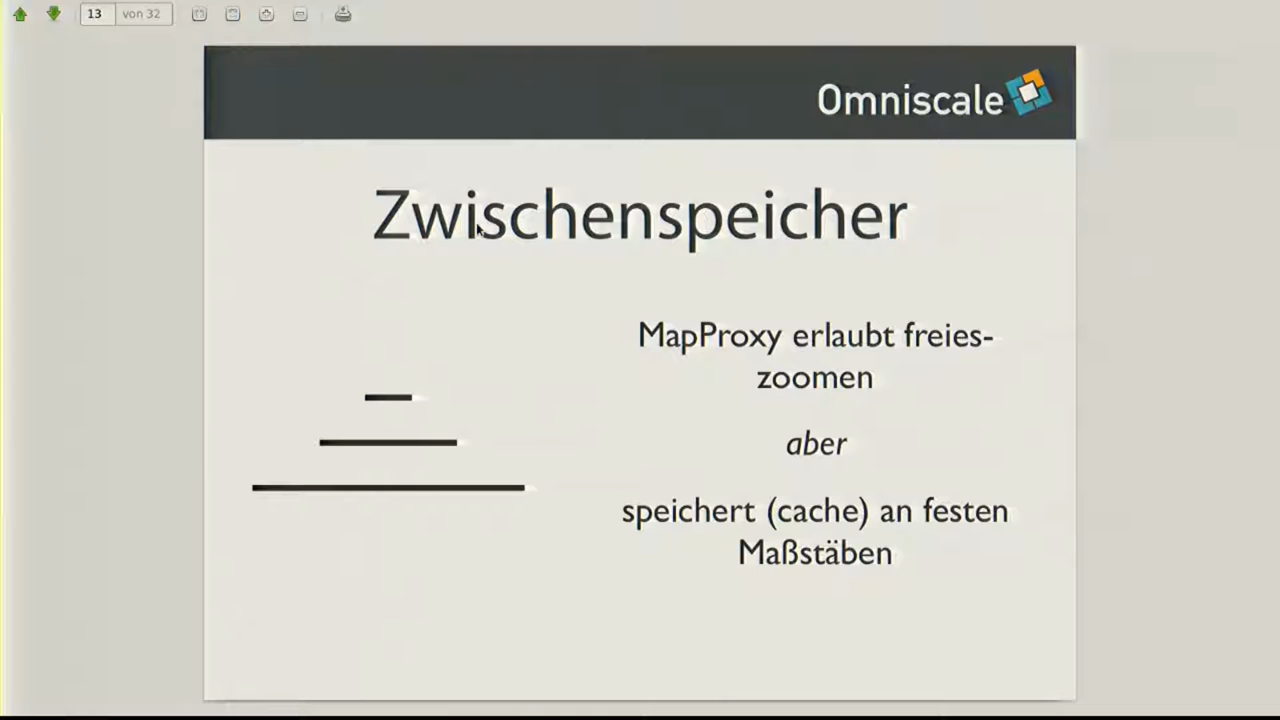 13 von 32
Omniscale
Zwischenspeicher
MapProxy erlaubt freies-
zoomen
aber
speichert (cache) an festen
Maßstäben